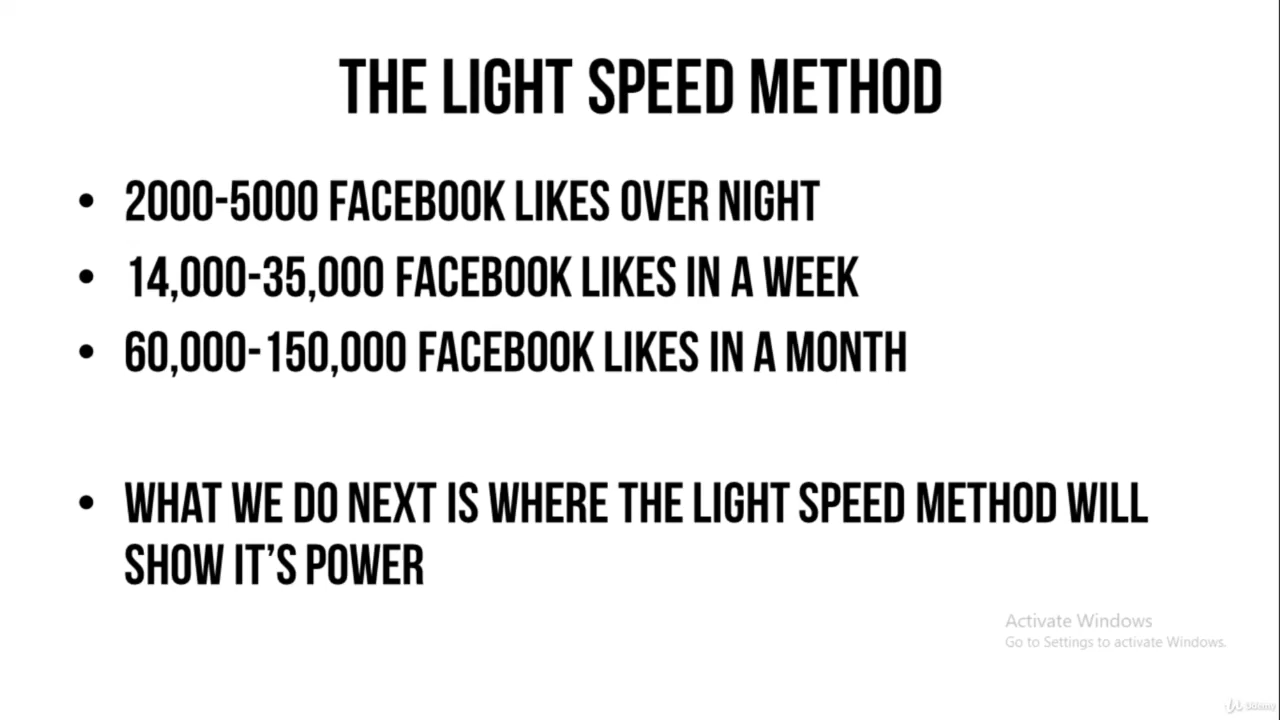 THE LIGHT SPEED METHOD
• 2000-5000 FACEBOOK LIKES OVER NIGHT
• 14,000-35,000 FACEBOOK LIKES IN A WEEK
• 60,000-150,000 FACEBOOK LIKES IN A MONTH
• WHAT WE DO NEXT IS WHERE THE LIGHT SPEED METHOD WILL
SHOW IT'S POWER
Activate Windows
Go to Settings to activate Windows.
Udemy